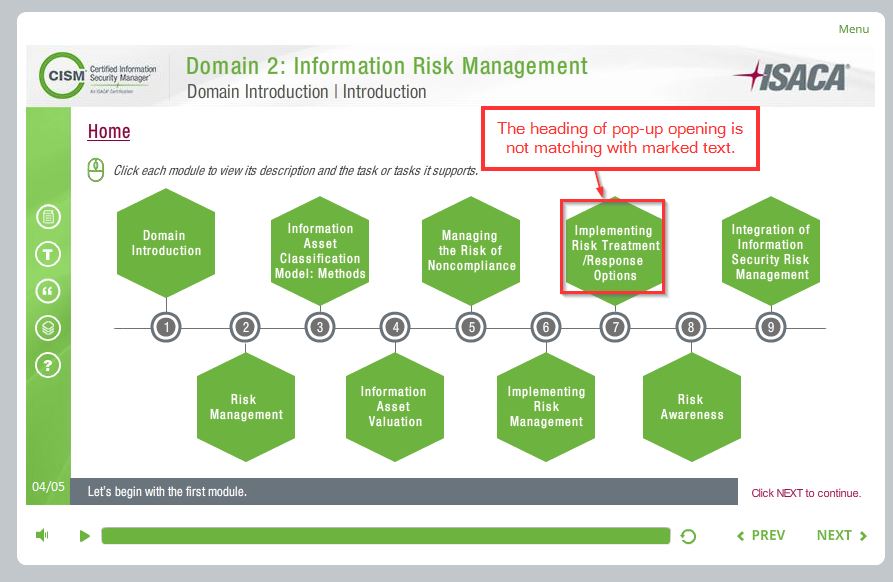 Menu
CISM
Certified Information
Security Manager®
An ISACA® Certification
Domain 2: Information Risk Management
Domain Introduction | Introduction
ISACA®
Home
The heading of pop-up opening is
not matching with marked text.
Click each module to view its description and the task or tasks it supports.
Domain
Introduction
Information
Asset
Classification
Model: Methods
Managing
the Risk of
Noncompliance
Implementing
Risk Treatment
/Response
Options
Integration of
Information
Security Risk
Management
1
2
3
4
5
6
7
8
9
Risk
Management
Information
Asset
Valuation
Implementing
Risk
Management
Risk
Awareness
T
“
?
04/05
Let's begin with the first module.
Click NEXT to continue.
PREV
NEXT